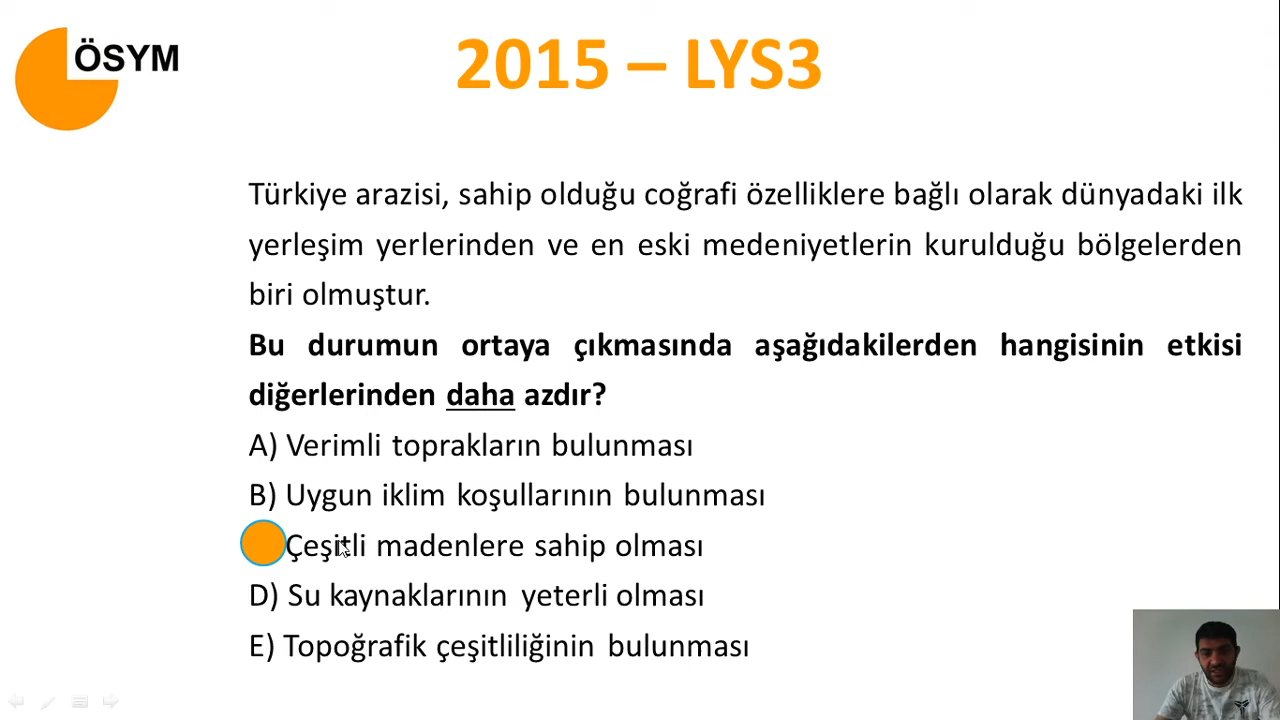 ÖSYM
2015 – LYS3
Türkiye arazisi, sahip olduğu coğrafi özelliklere bağlı olarak dünyadaki ilk
yerleşim yerlerinden ve en eski medeniyetlerin kurulduğu bölgelerden
biri olmuştur.
Bu durumun ortaya çıkmasında aşağıdakilerden hangisinin etkisi
diğerlerinden daha azdır?
A) Verimli toprakların bulunması
B) Uygun iklim koşullarının bulunması
Çeşitli madenlere sahip olması
D) Su kaynaklarının yeterli olması
E) Topoğrafik çeşitliliğinin bulunması